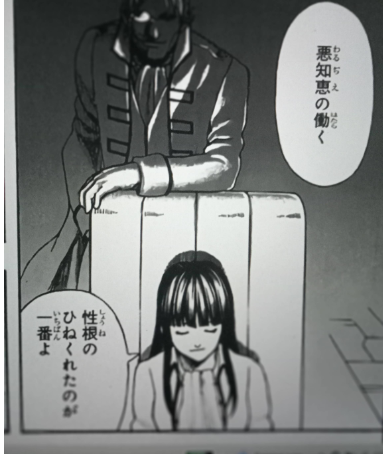 悪知恵の働く
性根の
ひねくれたのが
一番よ